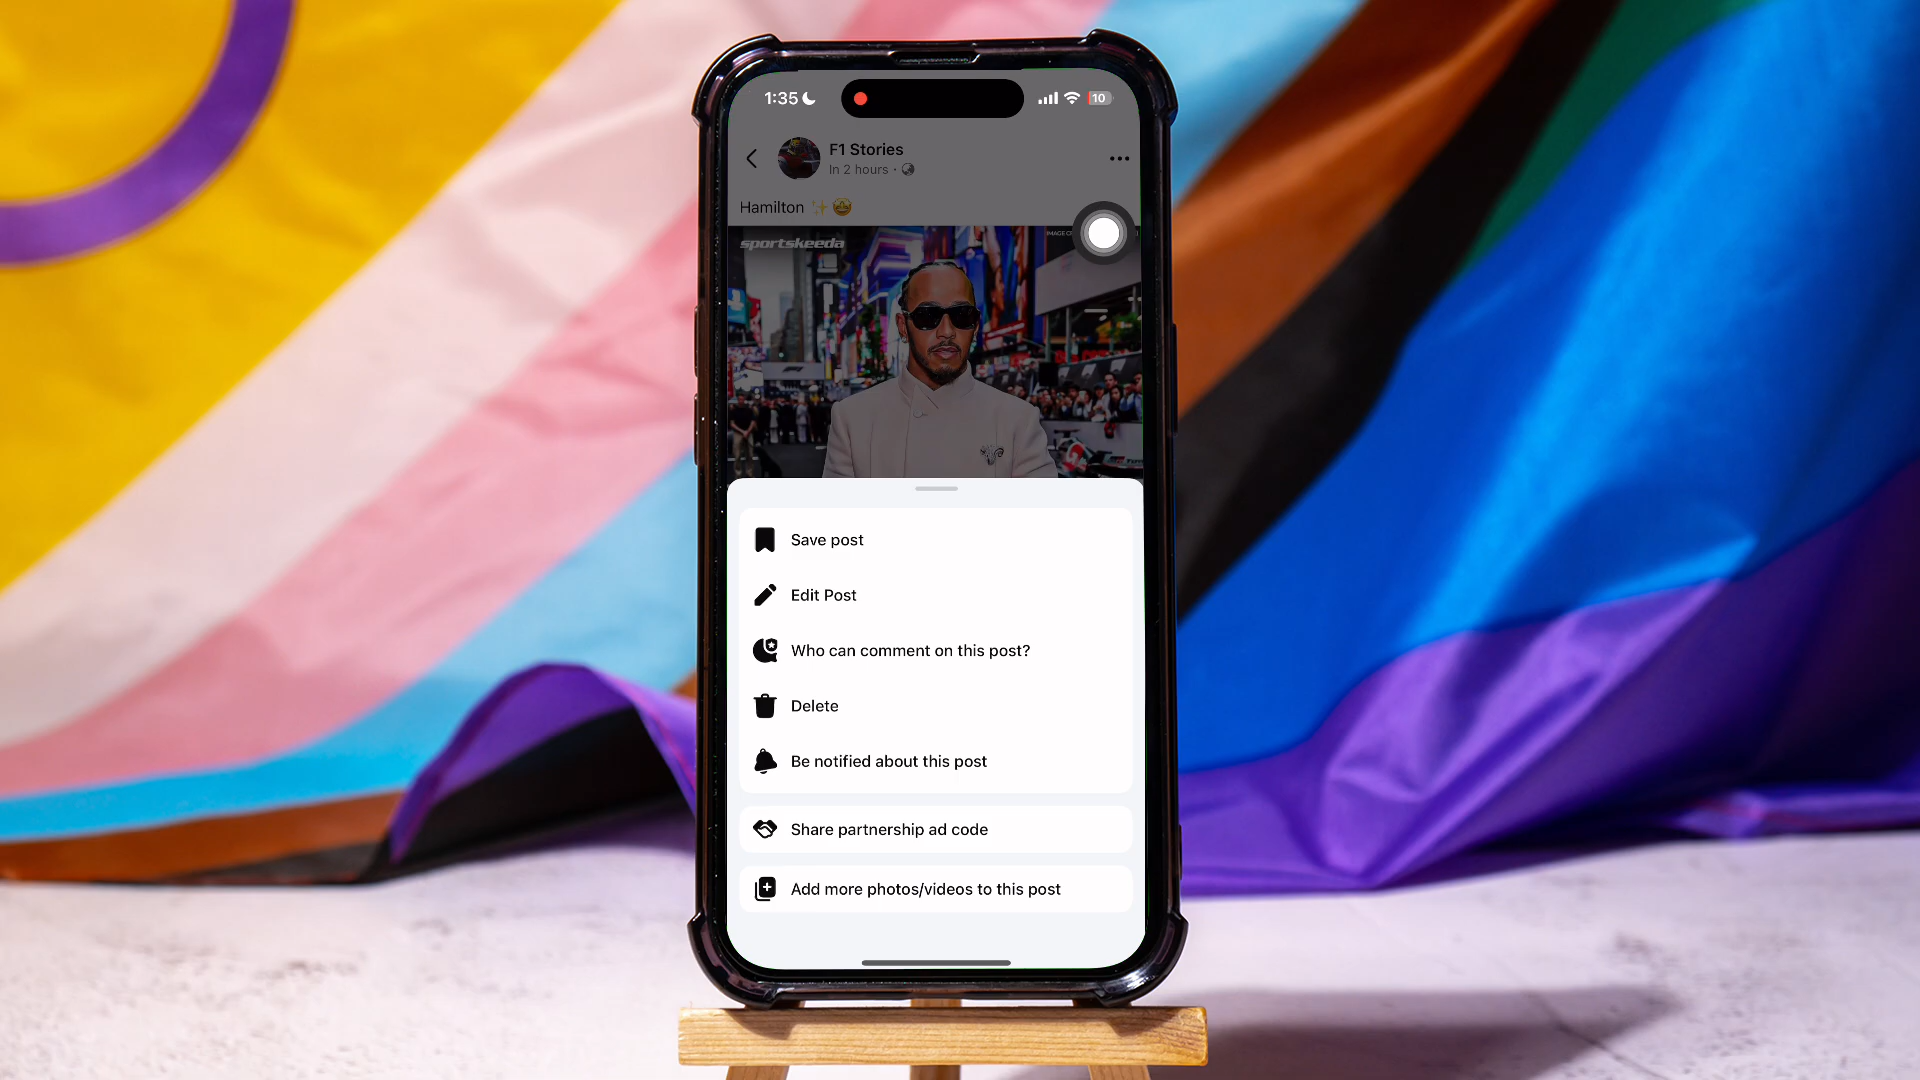 1:35
10
F1 Stories
In 2 hours ·
Hamilton
sportskeeda
Save post
Edit Post
Who can comment on this post?
Delete
Be notified about this post
Share partnership ad code
Add more photos/videos to this post